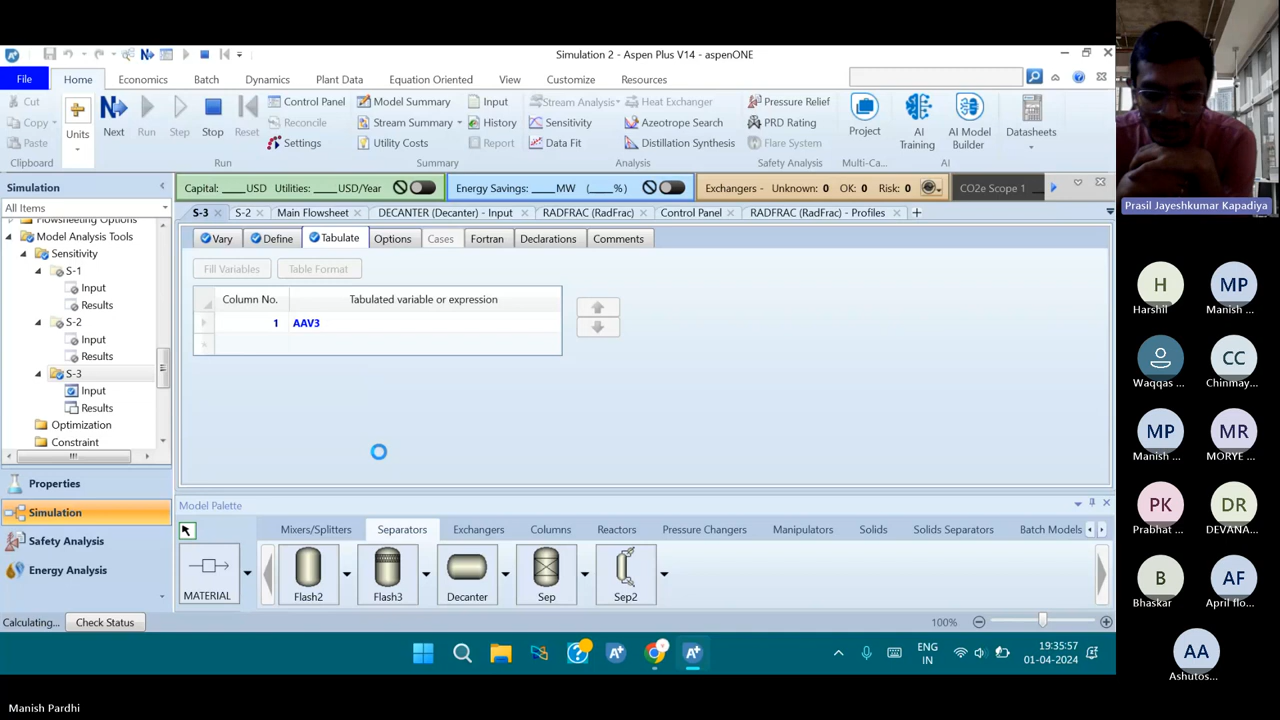 Simulation 2 - Aspen Plus V14 - aspenONE
File
Home
Economics
Batch
Dynamics
Plant Data
Equation Oriented
View
Customize
Resources
Cut
Copy
Paste
Clipboard
Units
Next
Run
Step
Stop
Reset
Control Panel
Reconcile
Settings
Run
Model Summary
Stream Summary
Utility Costs
Input
History
Report
Summary
Stream Analysis
Sensitivity
Data Fit
Heat Exchanger
Azeotrope Search
Distillation Synthesis
Analysis
Pressure Relief
PRD Rating
Flare System
Safety Analysis
Project
Multi-Ca...
AI
Training
AI Model
Builder
AI
Datasheets
Simulation
Capital: ____USD Utilities: ____USD/Year
Energy Savings: ____MW (____%)
Exchangers - Unknown: 0 OK: 0 Risk: 0
CO2e Scope 1
All Items
S-3
S-2
Main Flowsheet
DECANTER (Decanter) - Input
RADFRAC (RadFrac)
Control Panel
RADFRAC (RadFrac) - Profiles
Flowsheeting Options
Model Analysis Tools
Sensitivity
S-1
Input
Results
S-2
Input
Results
S-3
Input
Results
Optimization
Constraint
Vary
Define
Tabulate
Options
Cases
Fortran
Declarations
Comments
Fill Variables
Table Format
Column No.
Tabulated variable or expression
1 AAV3
Properties
Simulation
Safety Analysis
Energy Analysis
Model Palette
Mixers/Splitters
Separators
Exchangers
Columns
Reactors
Pressure Changers
Manipulators
Solids
Solids Separators
Batch Models
MATERIAL
Flash2
Flash3
Decanter
Sep
Sep2
Calculating...
Check Status
100%
ENG
IN
19:35:57
01-04-2024
Manish Pardhi
Prasil Jayeshkumar Kapadiya
H
Harshil
MP
Manish ...
Waqqas ...
CC
Chinmay...
MP
Manish ...
MR
MORYE ...
PK
Prabhat ...
DR
DEVANA...
B
Bhaskar
AF
April flo...
AA
Ashutos...